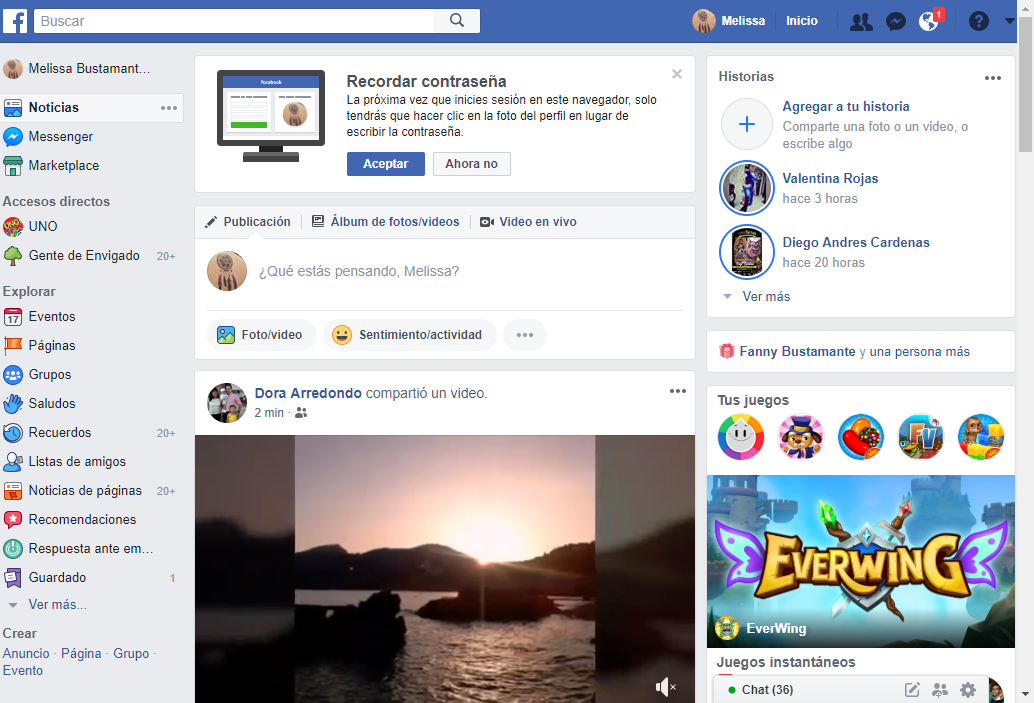 Buscar
Melissa
Inicio
1
Melissa Bustamant...
Noticias
Messenger
Marketplace
Accesos directos
UNO
Gente de Envigado 20+
Explorar
Eventos
Páginas
Grupos
Saludos
Recuerdos 20+
Listas de amigos
Noticias de páginas 20+
Recomendaciones
Respuesta ante em...
Guardado 1
Ver más...
Crear
Anuncio · Página · Grupo ·
Evento
facebook
Recordar contraseña
La próxima vez que inicies sesión en este navegador, solo
tendrás que hacer clic en la foto del perfil en lugar de
escribir la contraseña.
Aceptar
Ahora no
Publicación
Álbum de fotos/videos
Video en vivo
¿Qué estás pensando, Melissa?
Foto/video
Sentimiento/actividad
Dora Arredondo compartió un video.
2 min ·
Historias
Agregar a tu historia
Comparte una foto o un video, o
escribe algo
Valentina Rojas
hace 3 horas
Diego Andres Cardenas
hace 20 horas
Ver más
Fanny Bustamante y una persona más
Tus juegos
FV
EVERWING
EverWing
Juegos instantáneos
Chat (36)